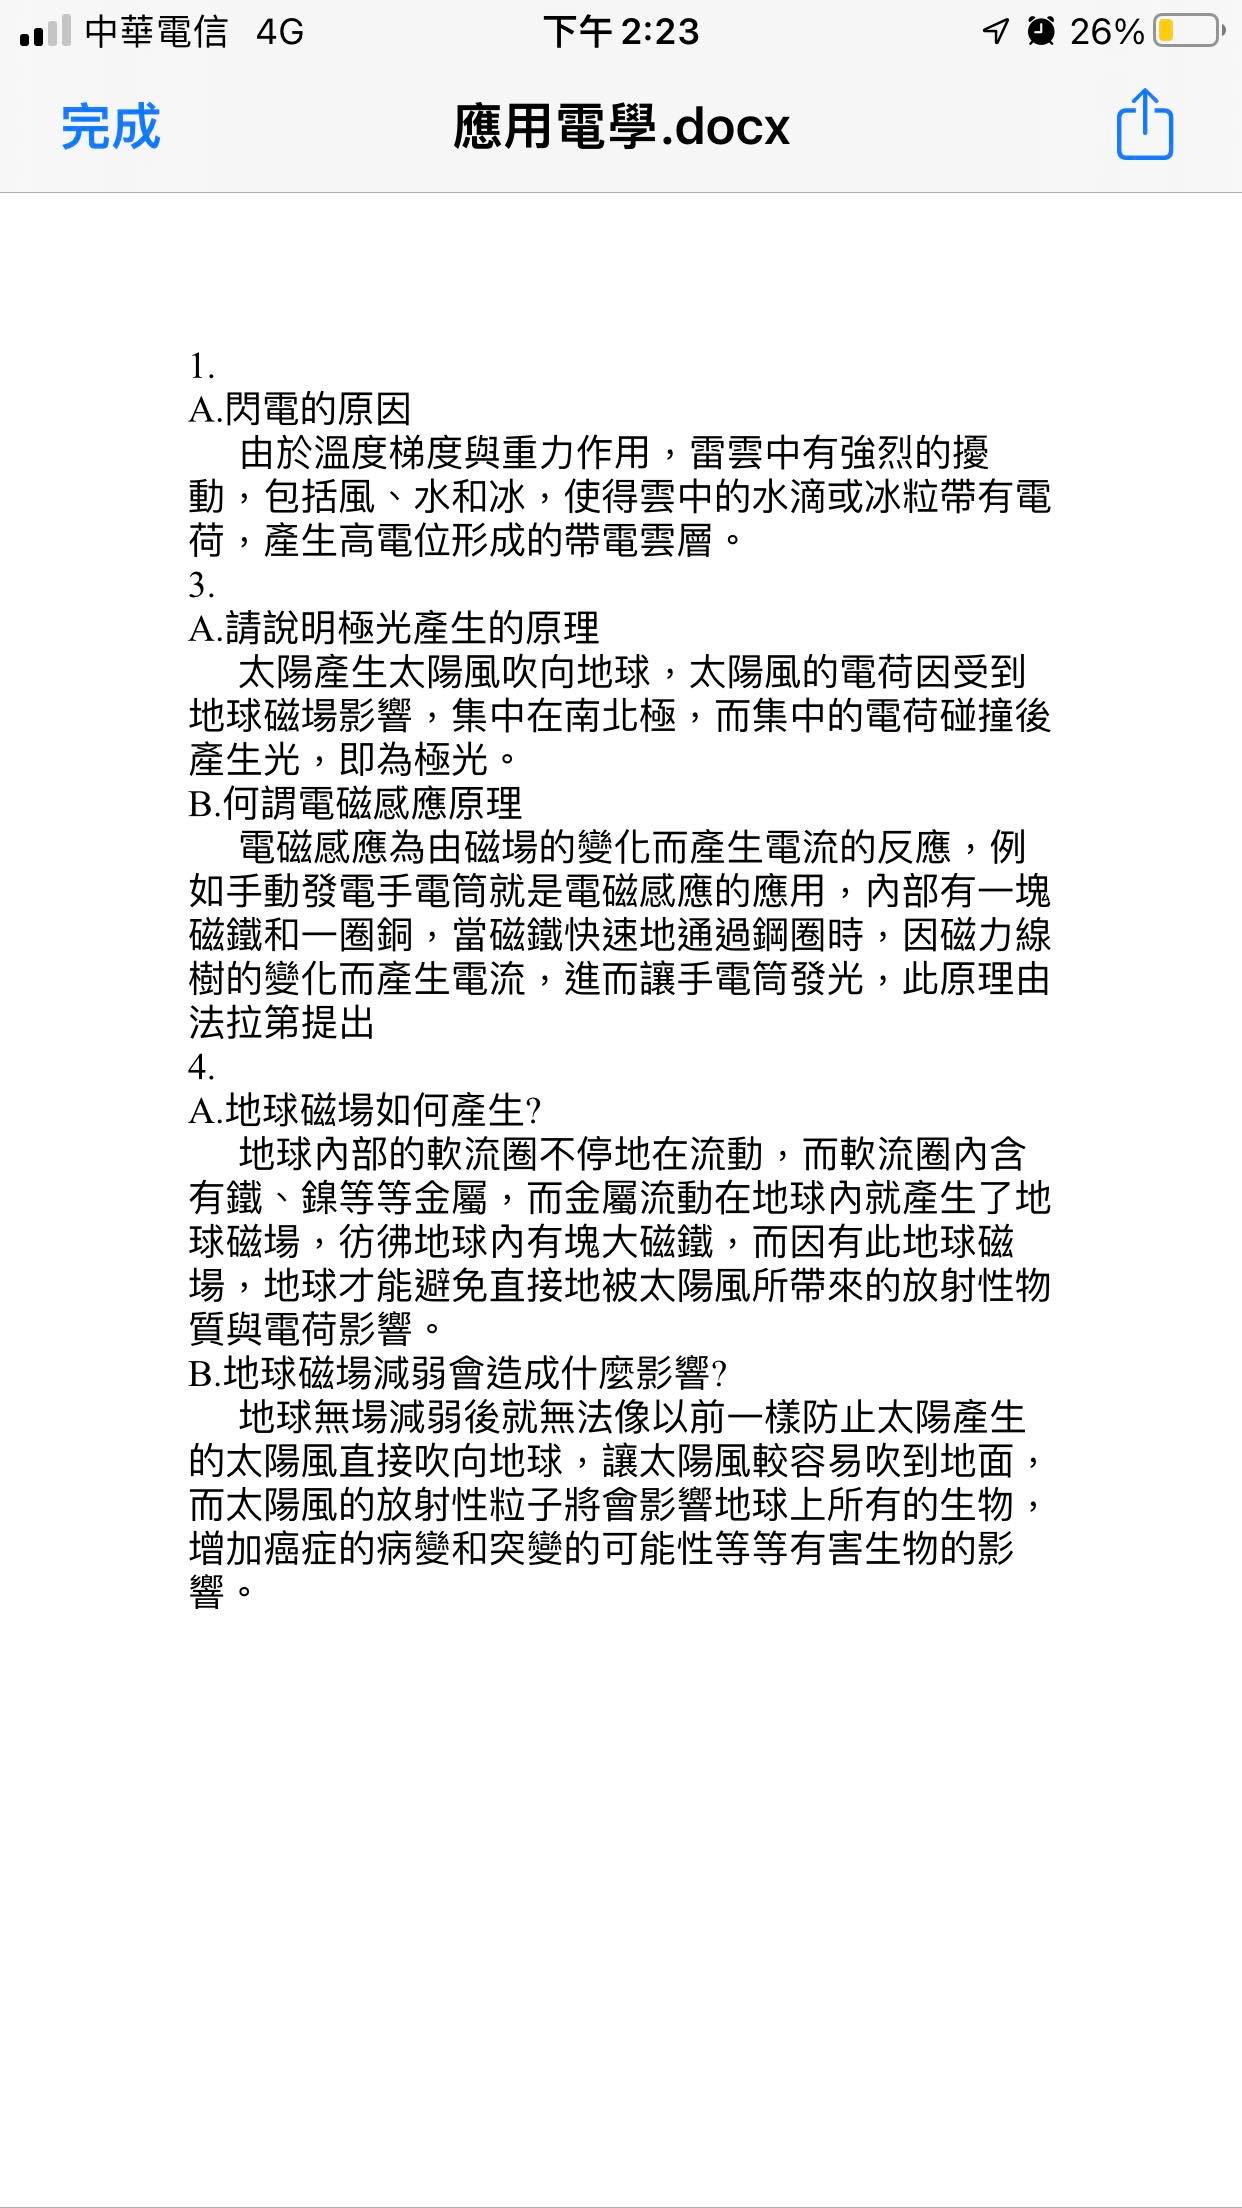 中華電信 4G 下午 2:23 26%
完成 應用電學.docx
1.
A.閃電的原因
由於溫度梯度與重力作用，雷雲中有強烈的擾
動，包括風、水和冰，使得雲中的水滴或冰粒帶有電
荷，產生高電位形成的帶電雲層。
3.
A.請說明極光產生的原理
太陽產生太陽風吹向地球，太陽風的電荷因受到
地球磁場影響，集中在南北極，而集中的電荷碰撞後
產生光，即為極光。
B.何謂電磁感應原理
電磁感應為由磁場的變化而產生電流的反應，例
如手動發電手電筒就是電磁感應的應用，內部有一塊
磁鐵和一圈銅，當磁鐵快速地通過鋼圈時，因磁力線
樹的變化而產生電流，進而讓手電筒發光，此原理由
法拉第提出
4.
A.地球磁場如何產生?
地球內部的軟流圈不停地在流動，而軟流圈內含
有鐵、鎳等等金屬，而金屬流動在地球內就產生了地
球磁場，彷彿地球內有塊大磁鐵，而因有此地球磁
場，地球才能避免直接地被太陽風所帶來的放射性物
質與電荷影響。
B.地球磁場減弱會造成什麼影響?
地球無場減弱後就無法像以前一樣防止太陽產生
的太陽風直接吹向地球，讓太陽風較容易吹到地面，
而太陽風的放射性粒子將會影響地球上所有的生物，
增加癌症的病變和突變的可能性等等有害生物的影
響。